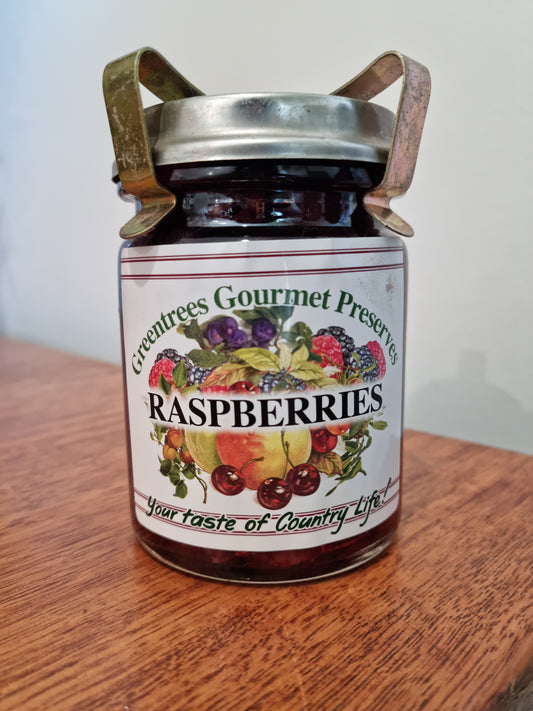 Greentrees Gourmet Preserves
RASPBERRIES
Your taste of Country Life!